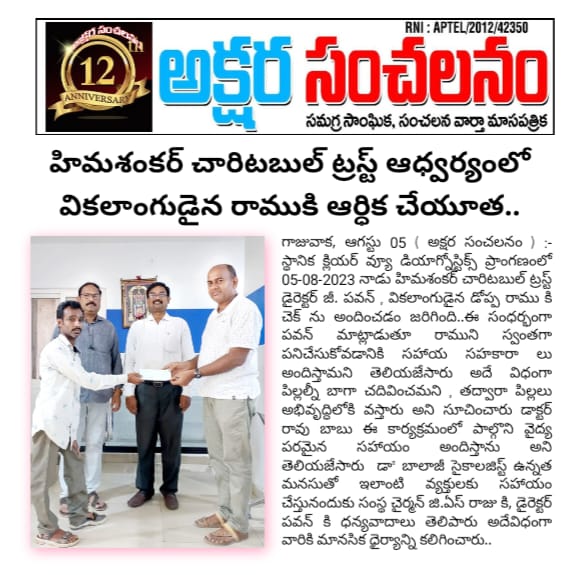 RNI : APTEL/2012/42350
అక్షర సంచలనం
12TH
ANNIVERSARY
అక్షర సంచలనం
సమగ్ర సాంఘిక, సంచలన వార్తా మాసపత్రిక
హిమశంకర్ చారిటబుల్ ట్రస్ట్ ఆధ్వర్యంలో
వికలాంగుడైన రాముకి ఆర్ధిక చేయూత..
గాజువాక, ఆగస్టు 05 ( అక్షర సంచలనం ) :-
స్థానిక క్లియర్ వ్యూ డియాగ్నోస్టిక్స్ ప్రాంగణంలో
05-08-2023 నాడు హిమశంకర్ చారిటబుల్ ట్రస్ట్
డైరెక్టర్ జి. పవన్ , వికలాంగుడైన డోప్ప రాము కి
చెక్ ను అందించడం జరిగింది..ఈ సంధర్భంగా
పవన్ మాట్లాడుతూ రాముని స్వంతగా
పనిచేసుకోవడానికి సహాయ సహకారా లు
అందిస్తామని తెలియజేసారు అదే విధంగా
పిల్లల్ని బాగా చదివించమని , తద్వారా పిల్లలు
అభివృద్ధిలోకి వస్తారు అని సూచించారు డాక్టర్
రావు బాబు ఈ కార్యక్రమంలో పాల్గొని వైద్య
పరమైన సహాయం అందిస్తాను అని
తెలియజేసారు డా" బాలాజీ సైకాలజిస్ట్ ఉన్నత
మనసుతో ఇలాంటి వ్యక్తులకు సహాయం
చేస్తునందుకు సంస్థ చైర్మన్ జి.ఏస్ రాజు కి, డైరెక్టర్
పవన్ కి ధన్యవాదాలు తెలిపారు అదేవిధంగా
వారికి మానసిక ధైర్యాన్ని కలిగించారు..